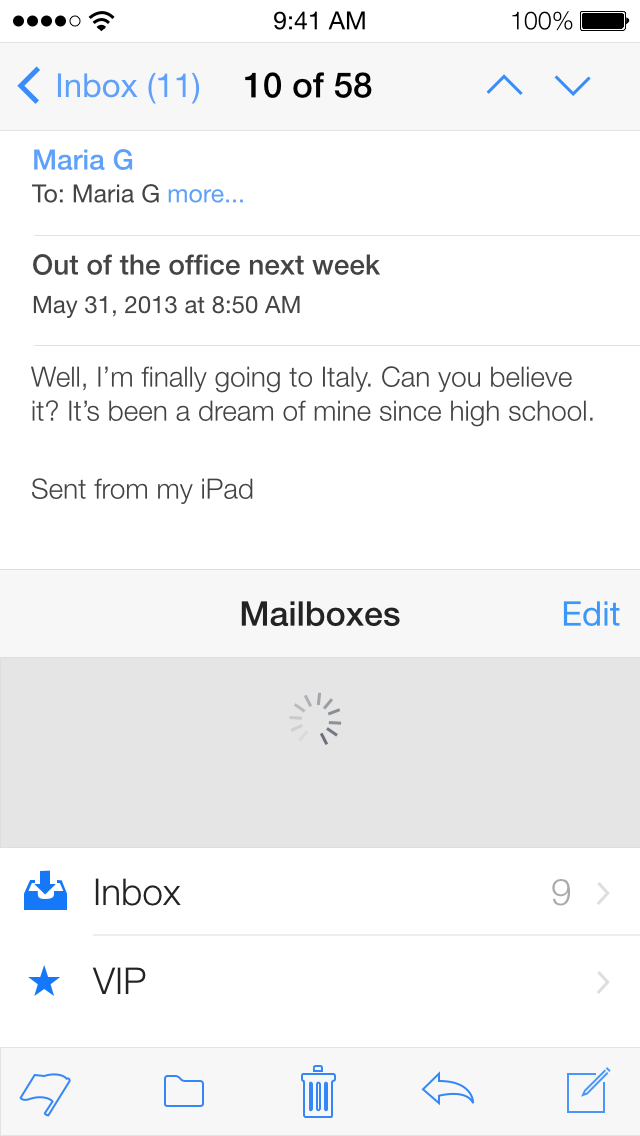 9:41 AM 100%
Inbox (11) 10 of 58
Maria G
To: Maria G more...
Out of the office next week
May 31, 2013 at 8:50 AM
Well, I’m finally going to Italy. Can you believe
it? It’s been a dream of mine since high school.
Sent from my iPad
Mailboxes Edit
Inbox 9
VIP